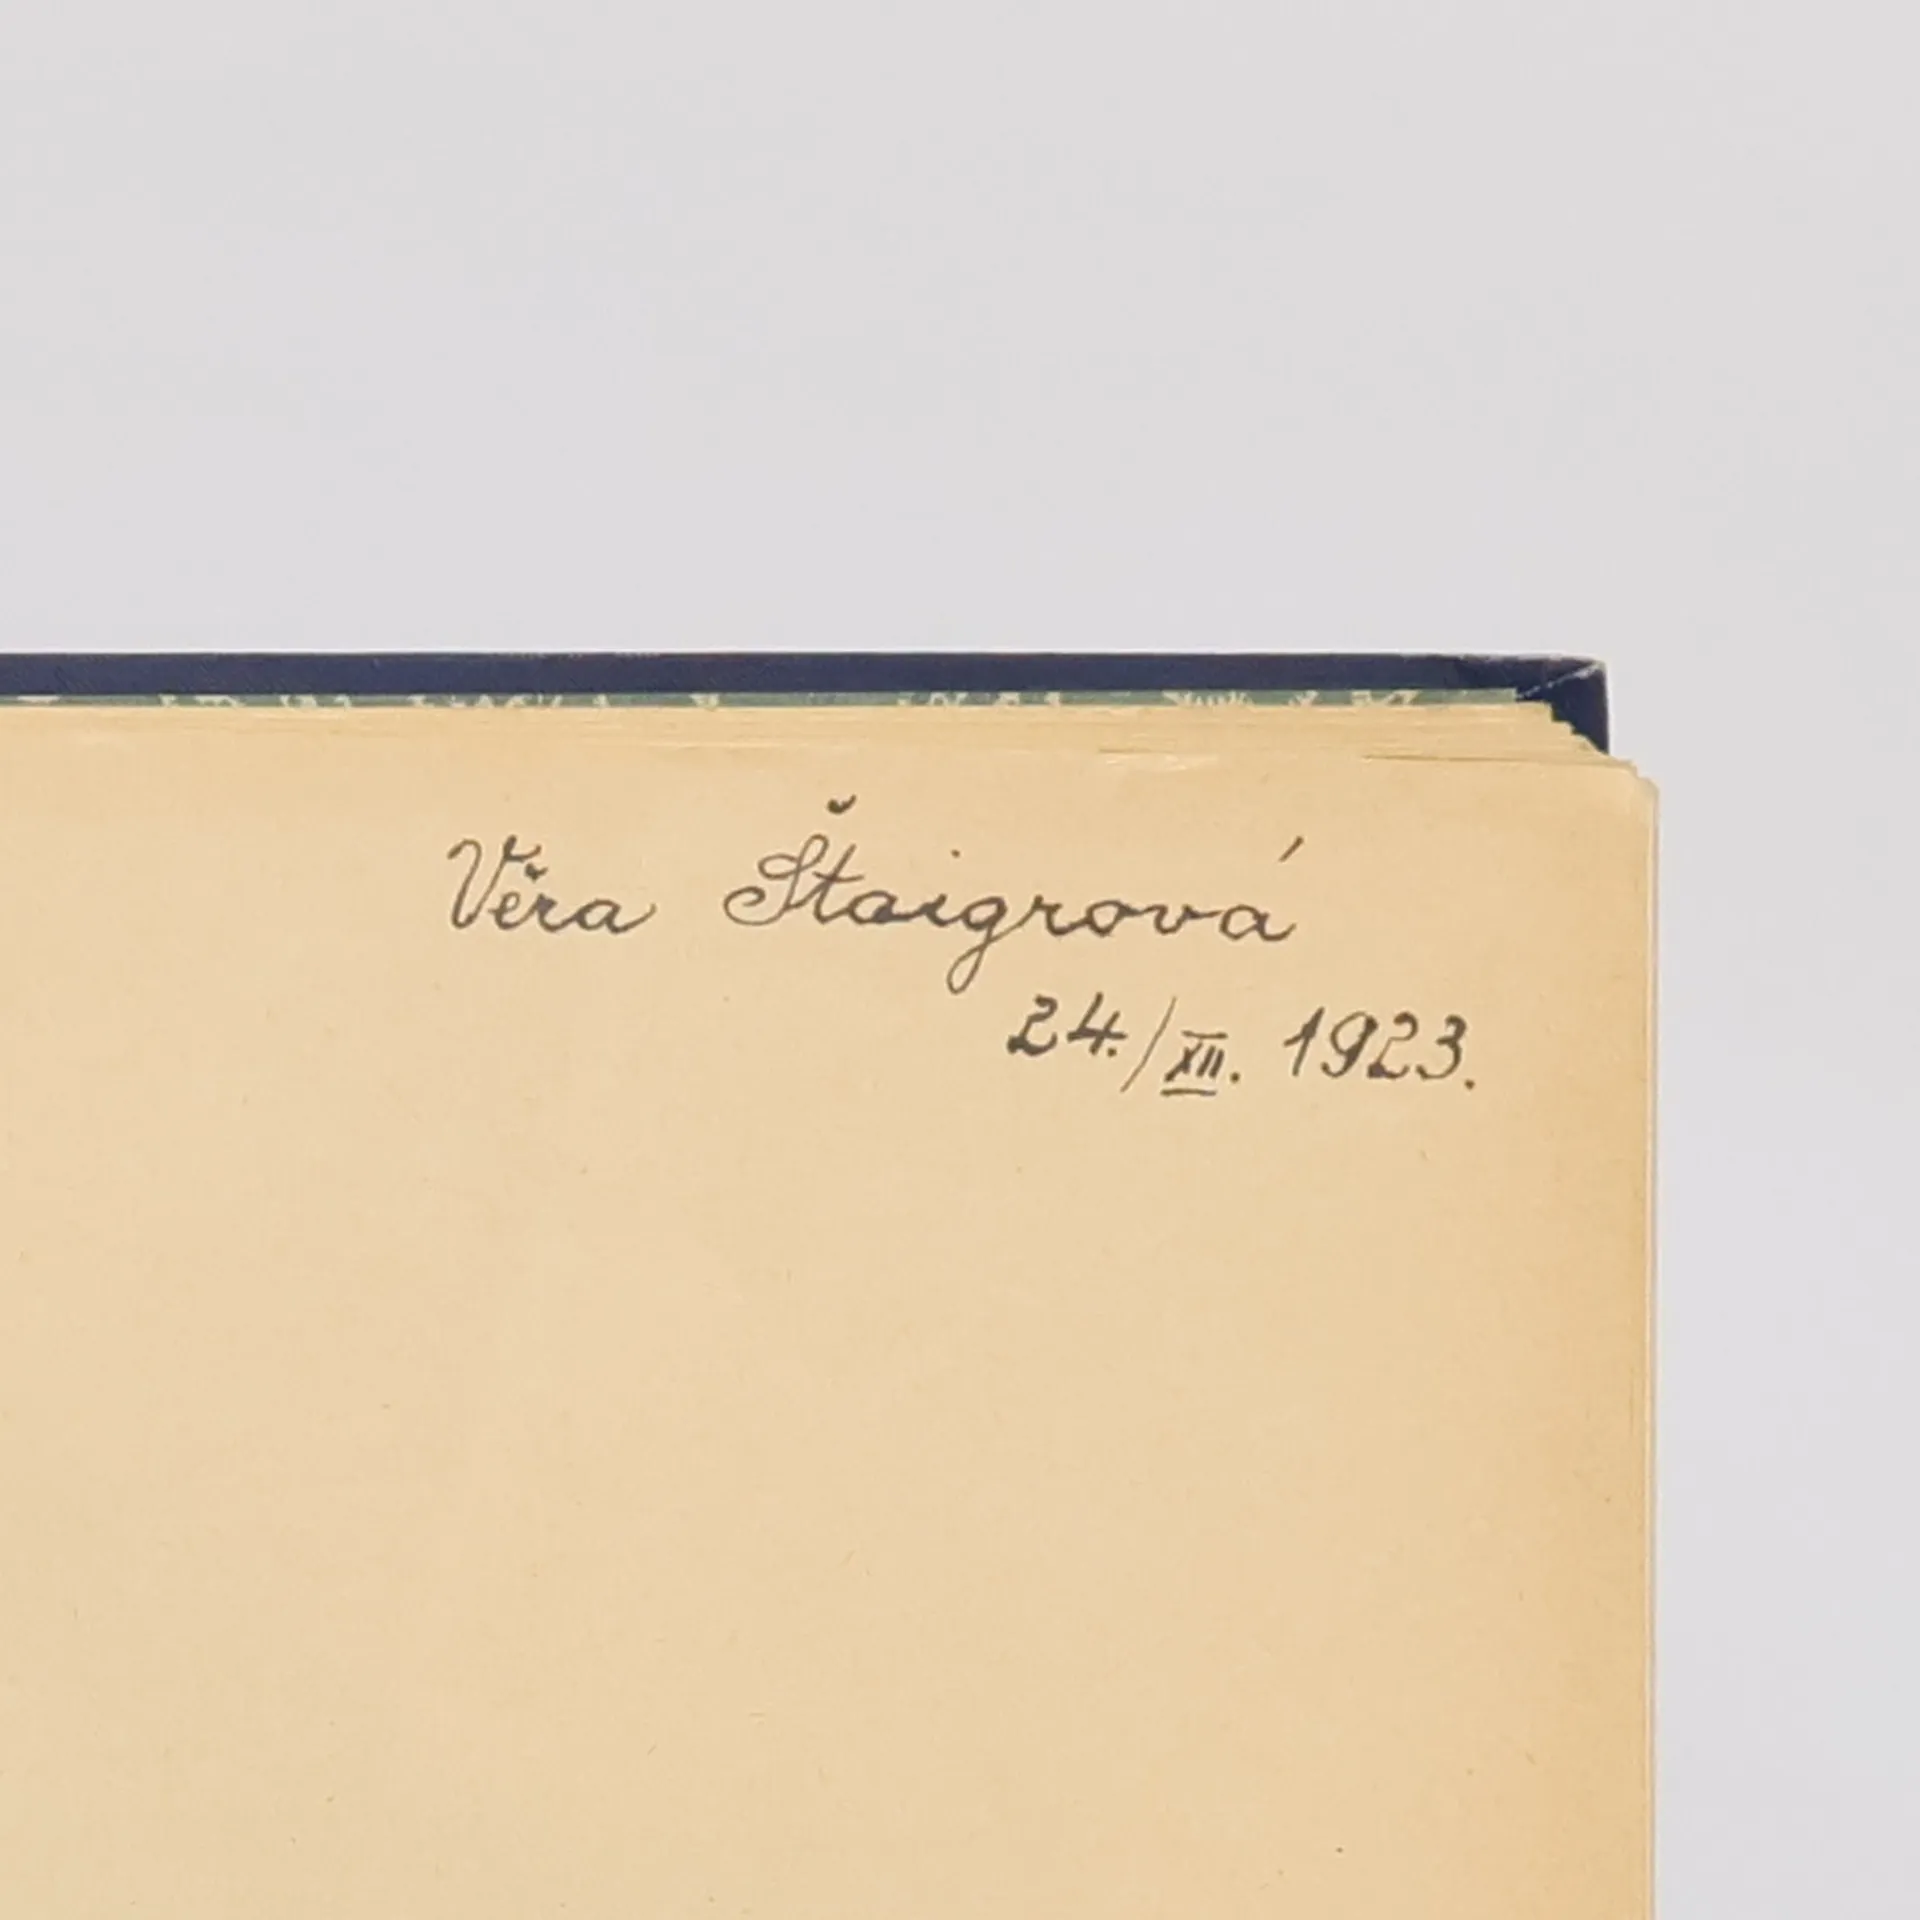 Věra Štaigrová
24./XII. 1923.